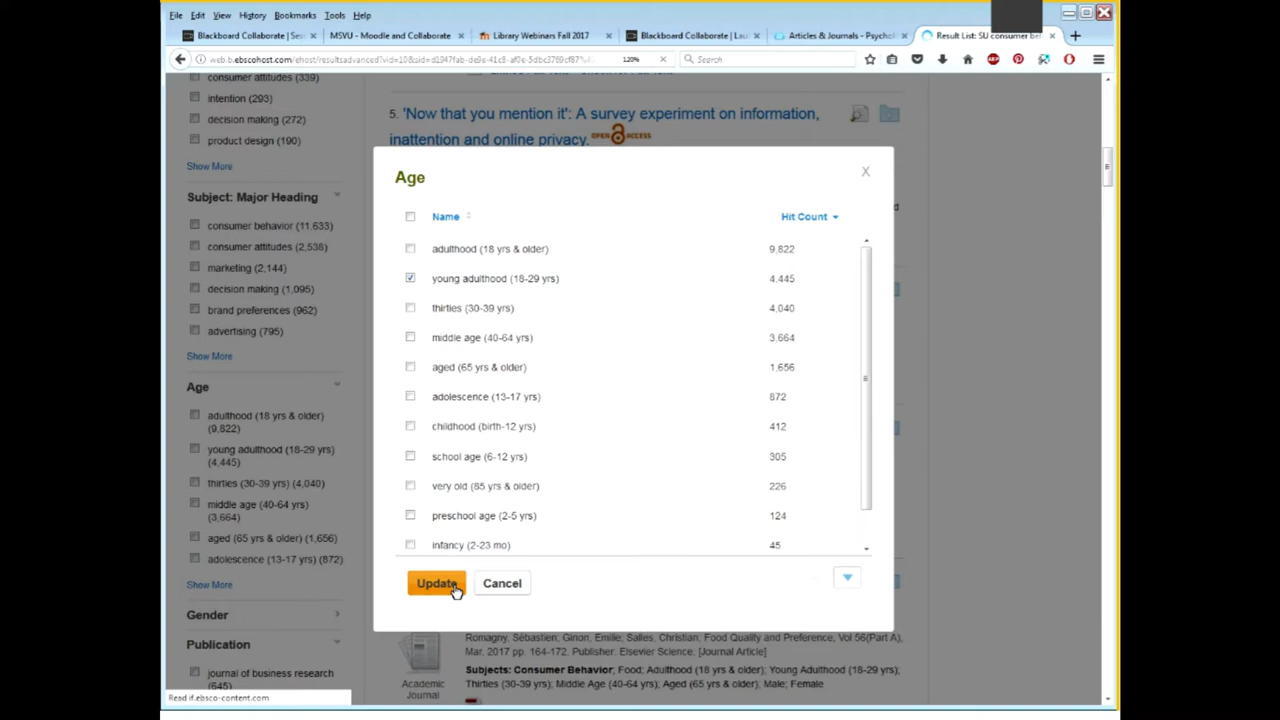 File Edit View History Bookmarks Tools Help
Blackboard Collaborate | Ses × MSVU - Moodle and Collaborate × Library Webinars Fall 2017 × Blackboard Collaborate | Lau × Articles & Journals - Psychol × Result List: SU consumer be × +
120% × Search
consumer attitudes (339)
intention (293)
decision making (272)
product design (190)
Show More
Subject: Major Heading
consumer behavior (11,633)
consumer attitudes (2,538)
marketing (2,144)
decision making (1,095)
brand preferences (962)
advertising (795)
Show More
Age
adulthood (18 yrs & older)
(9,822)
young adulthood (18-29 yrs)
(4,445)
thirties (30-39 yrs) (4,040)
middle age (40-64 yrs)
(3,664)
aged (65 yrs & older) (1,656)
adolescence (13-17 yrs) (872)
Show More
Gender
Publication
journal of business research
(645)
Read if.ebsco-content.com
5. 'Now that you mention it': A survey experiment on information,
inattention and online privacy. OPEN ACCESS
Age X
Name Hit Count
adulthood (18 yrs & older) 9,822
young adulthood (18-29 yrs) 4,445
thirties (30-39 yrs) 4,040
middle age (40-64 yrs) 3,664
aged (65 yrs & older) 1,656
adolescence (13-17 yrs) 872
childhood (birth-12 yrs) 412
school age (6-12 yrs) 305
very old (85 yrs & older) 226
preschool age (2-5 yrs) 124
infancy (2-23 mo) 45
Update Cancel
Romagny, Sébastien; Ginon, Emilie; Salles, Christian; Food Quality and Preference, Vol 56(Part A),
Mar, 2017 pp. 164-172. Publisher: Elsevier Science; [Journal Article]
Subjects: Consumer Behavior; Food; Adulthood (18 yrs & older); Young Adulthood (18-29 yrs);
Thirties (30-39 yrs); Middle Age (40-64 yrs); Aged (65 yrs & older); Male; Female
Academic
Journal